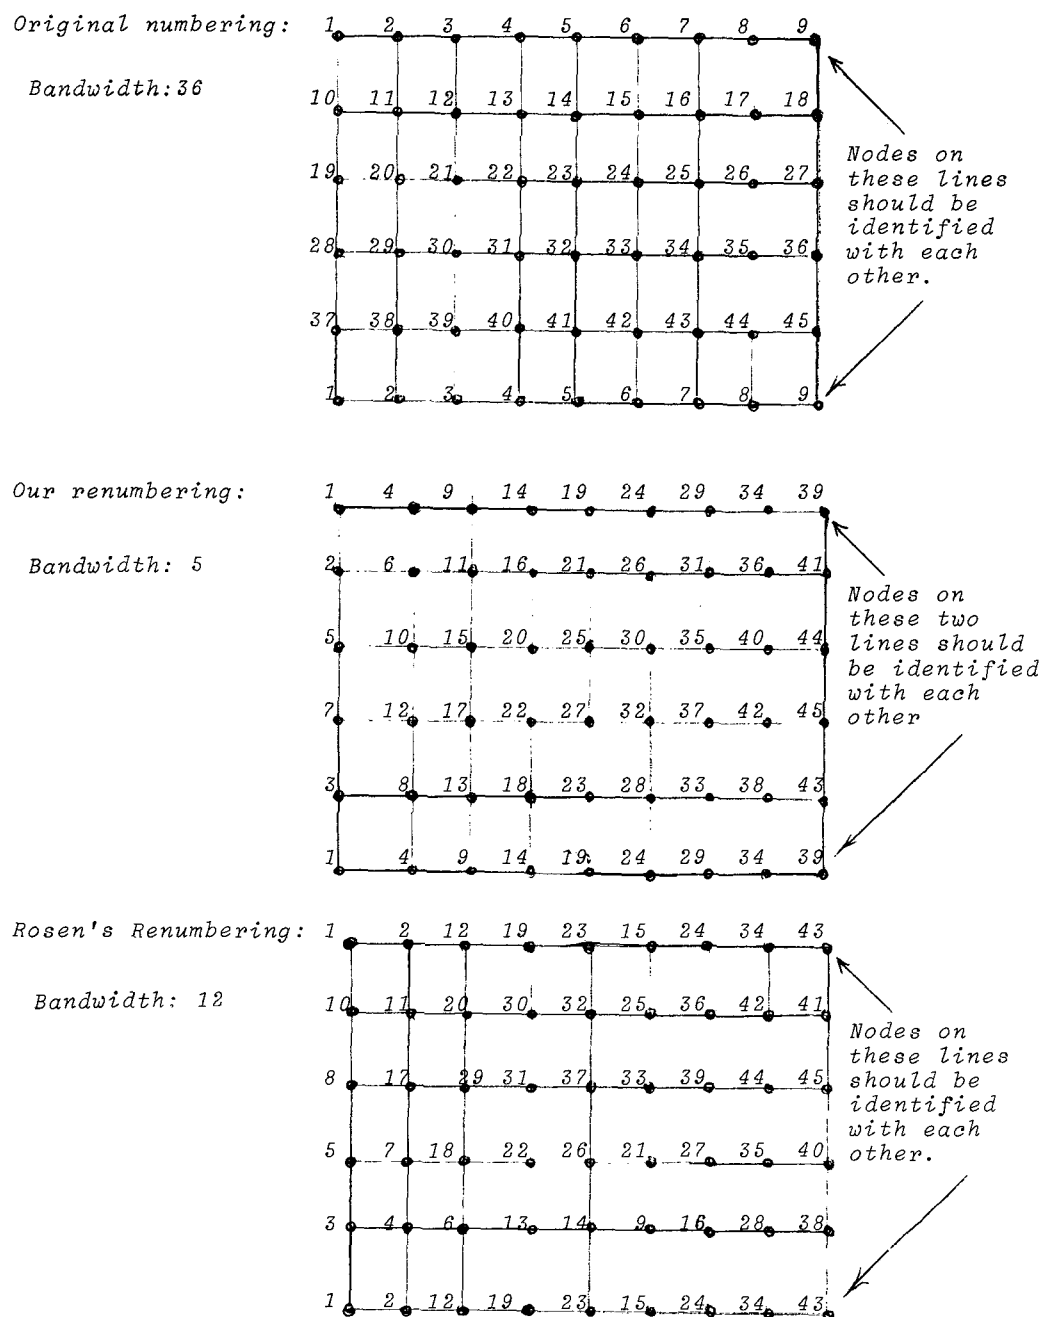 Original numbering: 1 2 3 4 5 6 7 8 9
Bandwidth:36
10 11 12 13 14 15 16 17 18
Nodes on
these lines
should be
identified
with each
other.
19 20 21 22 23 24 25 26 27
28 29 30 31 32 33 34 35 36
37 38 39 40 41 42 43 44 45
1 2 3 4 5 6 7 8 9
Our renumbering: 1 4 9 14 19 24 29 34 39
Bandwidth: 5
2 6 11 16 21 26 31 36 41
Nodes on
these two
lines should
be identified
with each
other
5 10 15 20 25 30 35 40 44
7 12 17 22 27 32 37 42 45
3 8 13 18 23 28 33 38 43
1 4 9 14 19 24 29 34 39
Rosen's Renumbering: 1 2 12 19 23 15 24 34 43
Bandwidth: 12
10 11 20 30 32 25 36 42 41
Nodes on
these lines
should be
identified
with each
other.
8 17 29 31 37 33 39 44 45
5 7 18 22 26 21 27 35 40
3 4 6 13 14 9 16 28 38
1 2 12 19 23 15 24 34 43